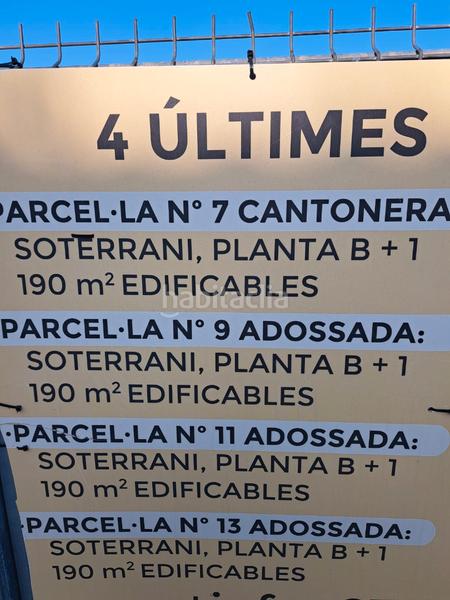 4 ÚLTIMES
PARCEL·LA Nº 7 CANTONERA
SOTERRANI, PLANTA B + 1
190 m² EDIFICABLES
habitaclia
PARCEL·LA Nº 9 ADOSSADA:
SOTERRANI, PLANTA B + 1
190 m² EDIFICABLES
·PARCEL·LA Nº 11 ADOSSADA:
SOTERRANI, PLANTA B + 1
190 m² EDIFICABLES
·PARCEL·LA Nº 13 ADOSSADA:
SOTERRANI, PLANTA B + 1
190 m² EDIFICABLES